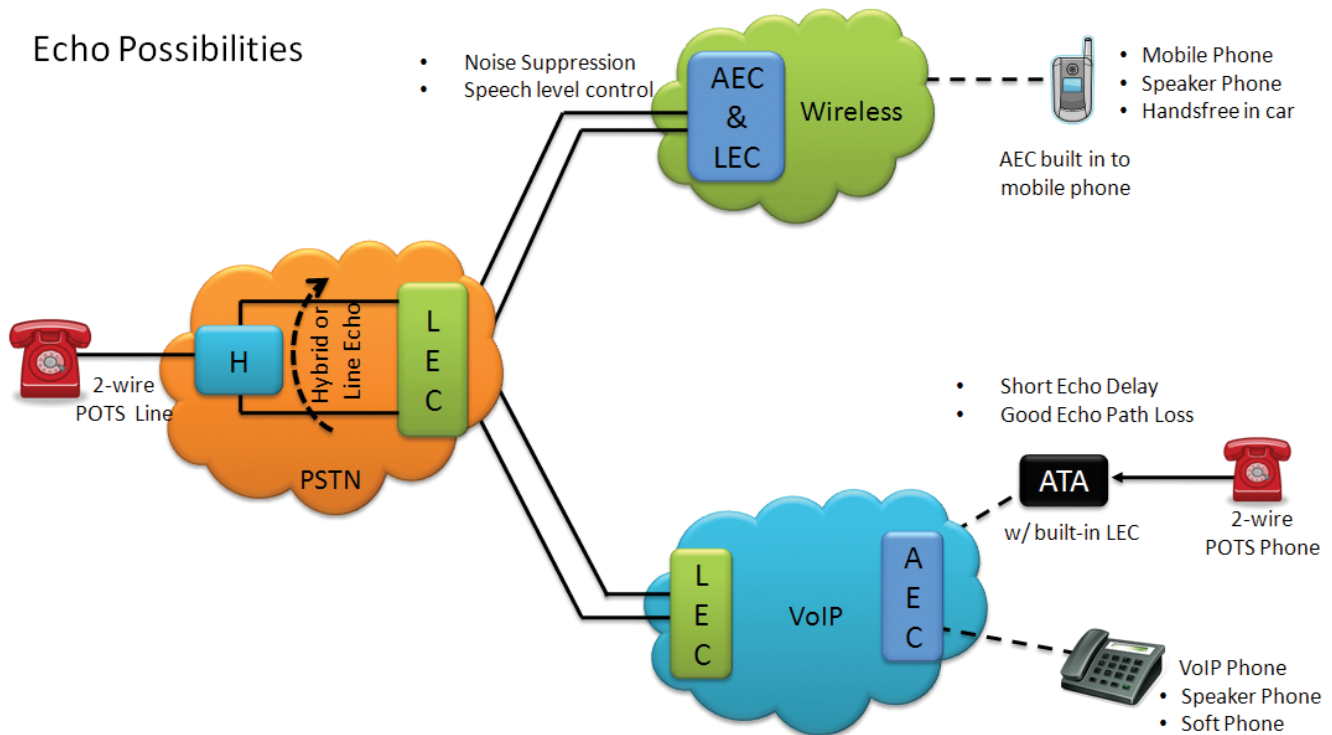 Echo Possibilities
• Noise Suppression
• Speech level control
AEC
&
LEC
Wireless
• Mobile Phone
• Speaker Phone
• Handsfree in car
AEC built in to
mobile phone
2-wire
POTS Line
H
Hybrid or
Line Echo
L
E
C
PSTN
• Short Echo Delay
• Good Echo Path Loss
ATA
w/ built-in LEC
2-wire
POTS Phone
L
E
C
VoIP
A
E
C
VoIP Phone
• Speaker Phone
• Soft Phone